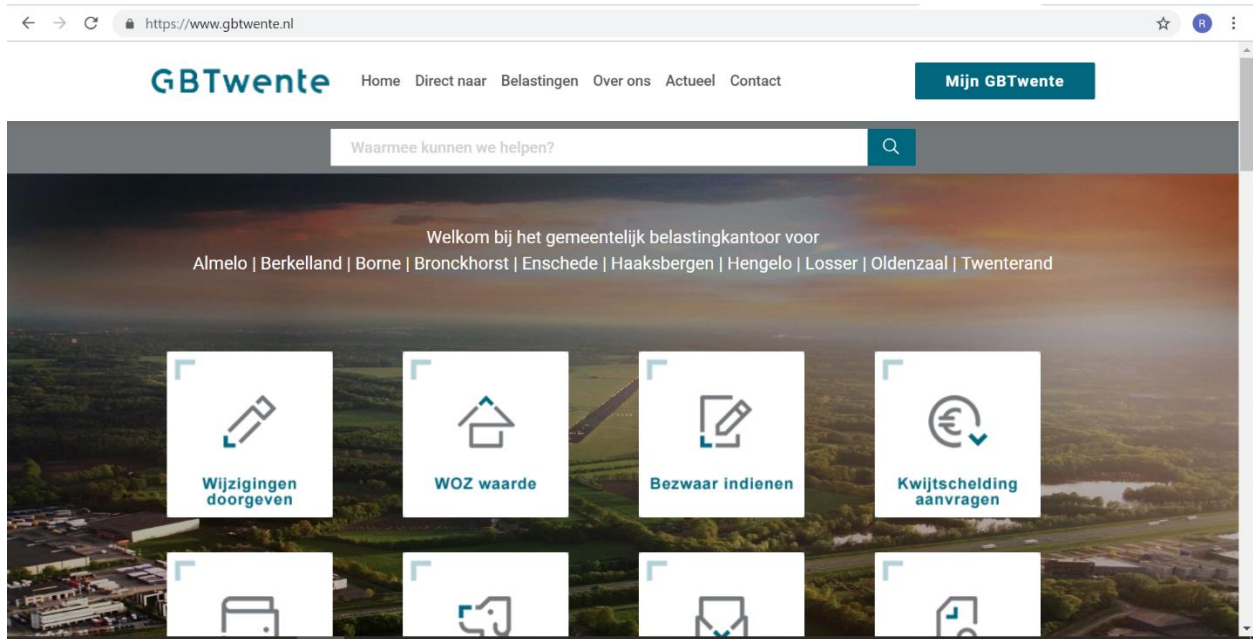 https://www.gbtwente.nl
R
GBTwente
Home Direct naar Belastingen Over ons Actueel Contact
Mijn GBTwente
Waarmee kunnen we helpen?
Welkom bij het gemeentelijk belastingkantoor voor
Almelo | Berkelland | Borne | Bronckhorst | Enschede | Haaksbergen | Hengelo | Losser | Oldenzaal | Twenterand
Wijzigingen
doorgeven
WOZ waarde
Bezwaar indienen
Kwijtschelding
aanvragen